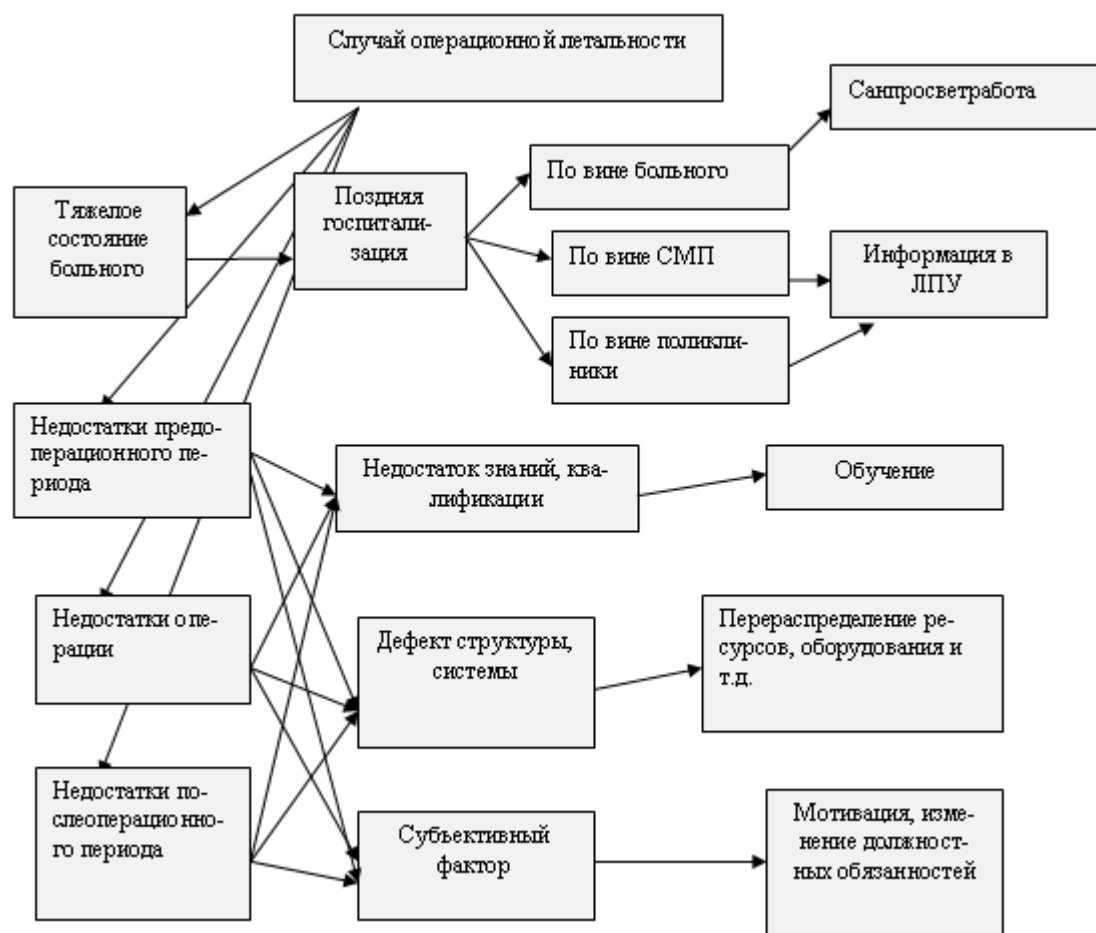 Случай операционной летальности
Санпросветработа
По вине больного
Тяжелое
состояние
больного
Поздняя
госпитали-
зация
По вине СМП
Информация в
ЛПУ
По вине поликли-
ники
Недостатки предо-
перационного пе-
риода
Недостаток знаний, ква-
лификации
Обучение
Недостатки опе-
рации
Дефект структуры,
системы
Перераспределение ре-
сурсов, оборудования и
т.д.
Недостатки по-
слеоперационно-
го периода
Субъективный
фактор
Мотивация, изме-
нение должност-
ных обязанностей